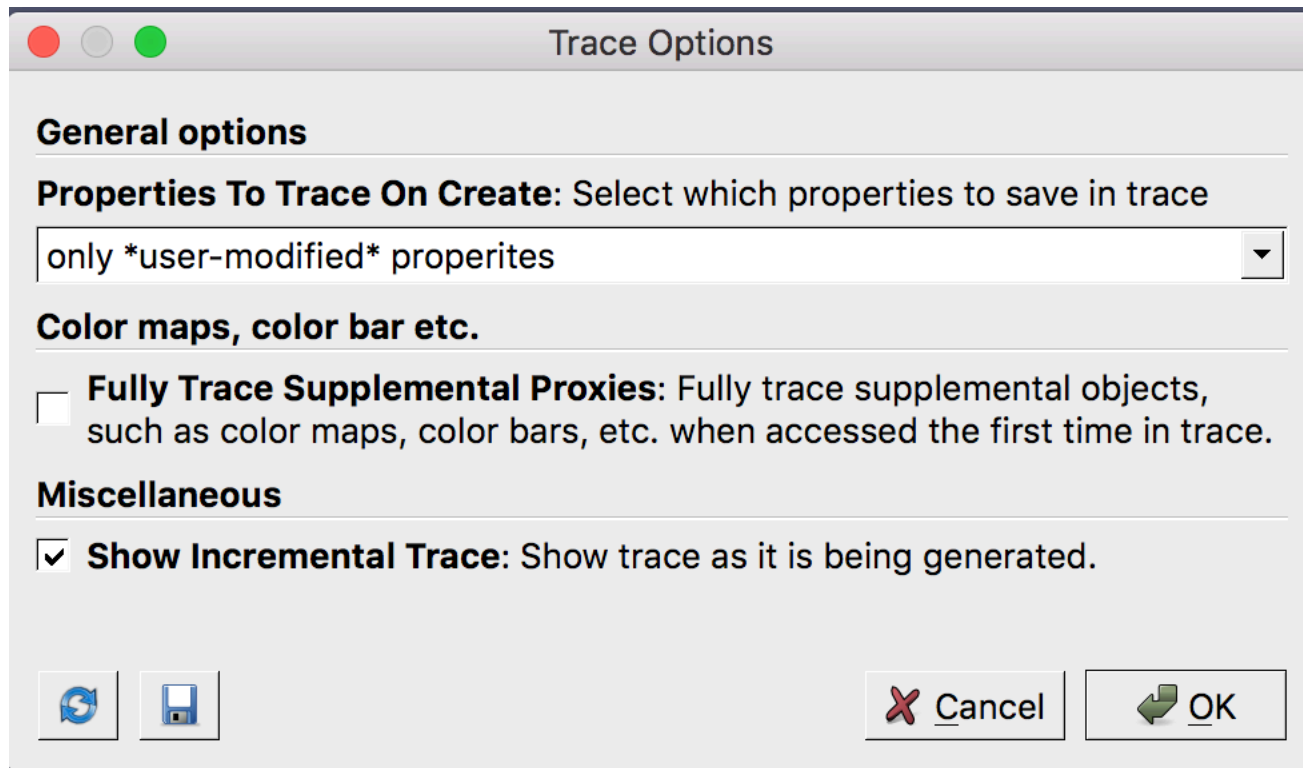 Trace Options
General options
Properties To Trace On Create: Select which properties to save in trace
only *user-modified* properites
Color maps, color bar etc.
Fully Trace Supplemental Proxies: Fully trace supplemental objects,
such as color maps, color bars, etc. when accessed the first time in trace.
Miscellaneous
Show Incremental Trace: Show trace as it is being generated.
Cancel
OK